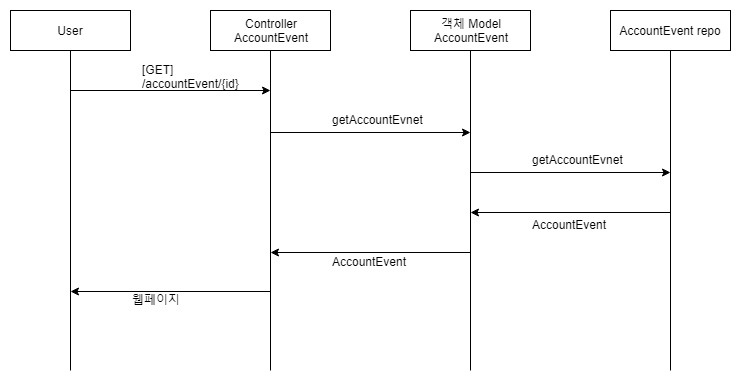 User
Controller
AccountEvent
객체 Model
AccountEvent
AccountEvent repo
[GET]
/accountEvent/{id}
getAccountEvnet
getAccountEvnet
AccountEvent
AccountEvent
웹페이지